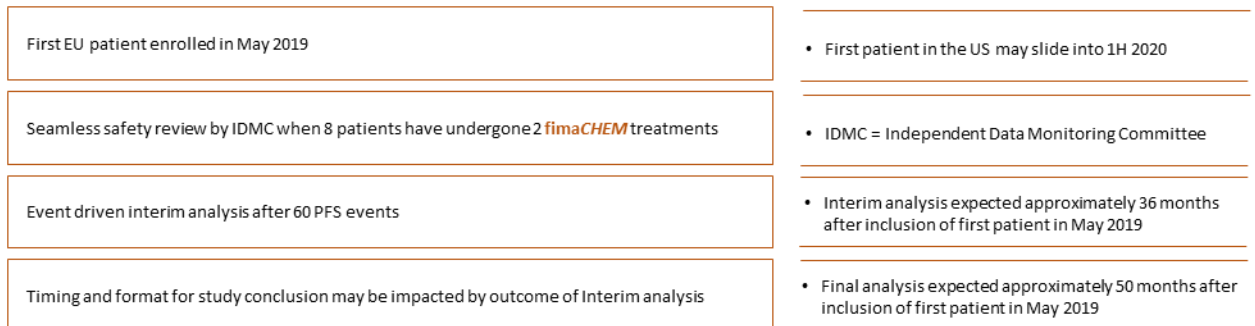 First EU patient enrolled in May 2019
• First patient in the US may slide into 1H 2020
Seamless safety review by IDMC when 8 patients have undergone 2 fimaCHEM treatments
• IDMC = Independent Data Monitoring Committee
Event driven interim analysis after 60 PFS events
• Interim analysis expected approximately 36 months
after inclusion of first patient in May 2019
Timing and format for study conclusion may be impacted by outcome of Interim analysis
• Final analysis expected approximately 50 months after
inclusion of first patient in May 2019